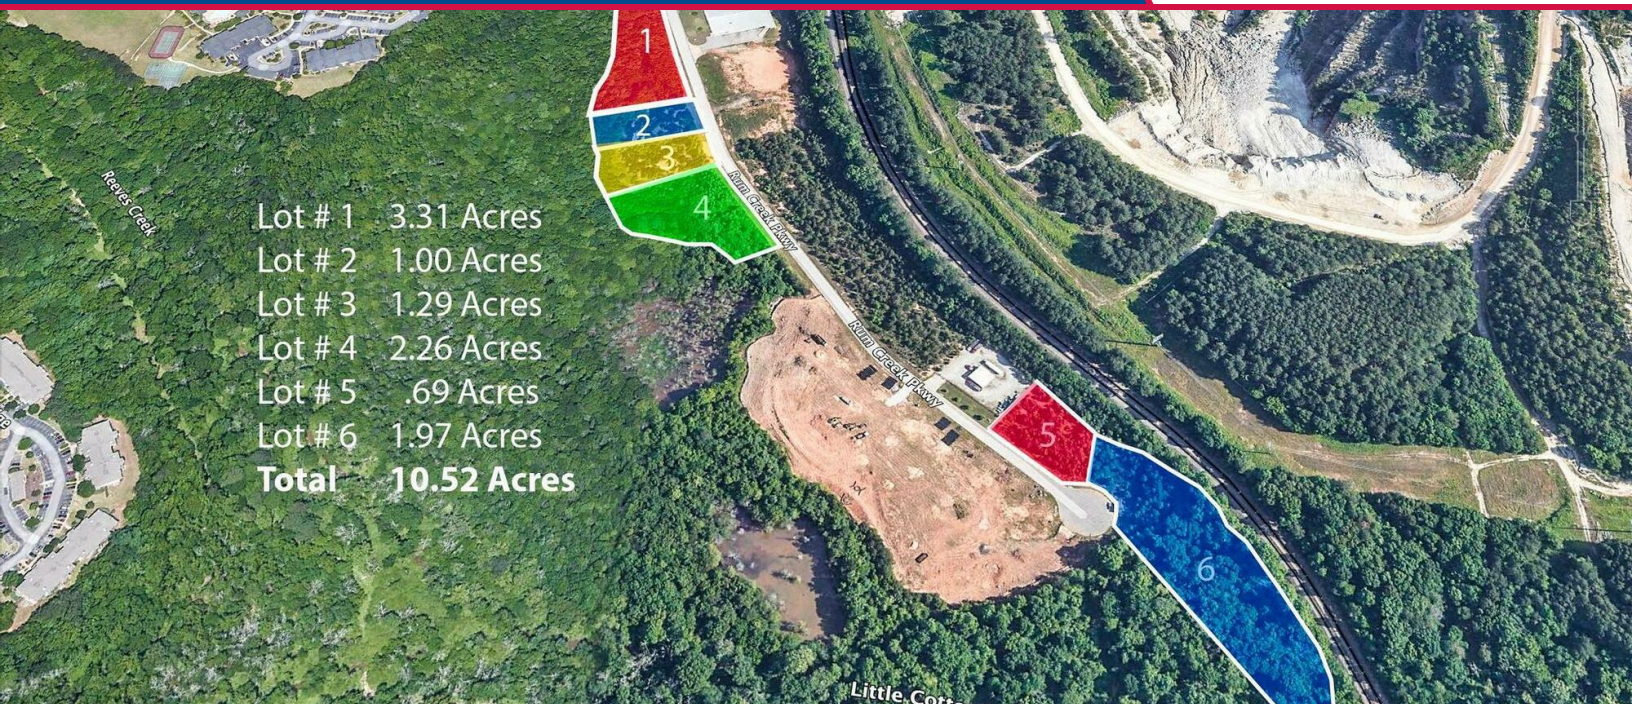 1
2
3
4
Rum Creek Pkwy
Reeves Creek
Lot # 1 3.31 Acres
Lot # 2 1.00 Acres
Lot # 3 1.29 Acres
Lot # 4 2.26 Acres
Lot # 5 .69 Acres
Lot # 6 1.97 Acres
Total 10.52 Acres
Rum Creek Pkwy
5
6
Little